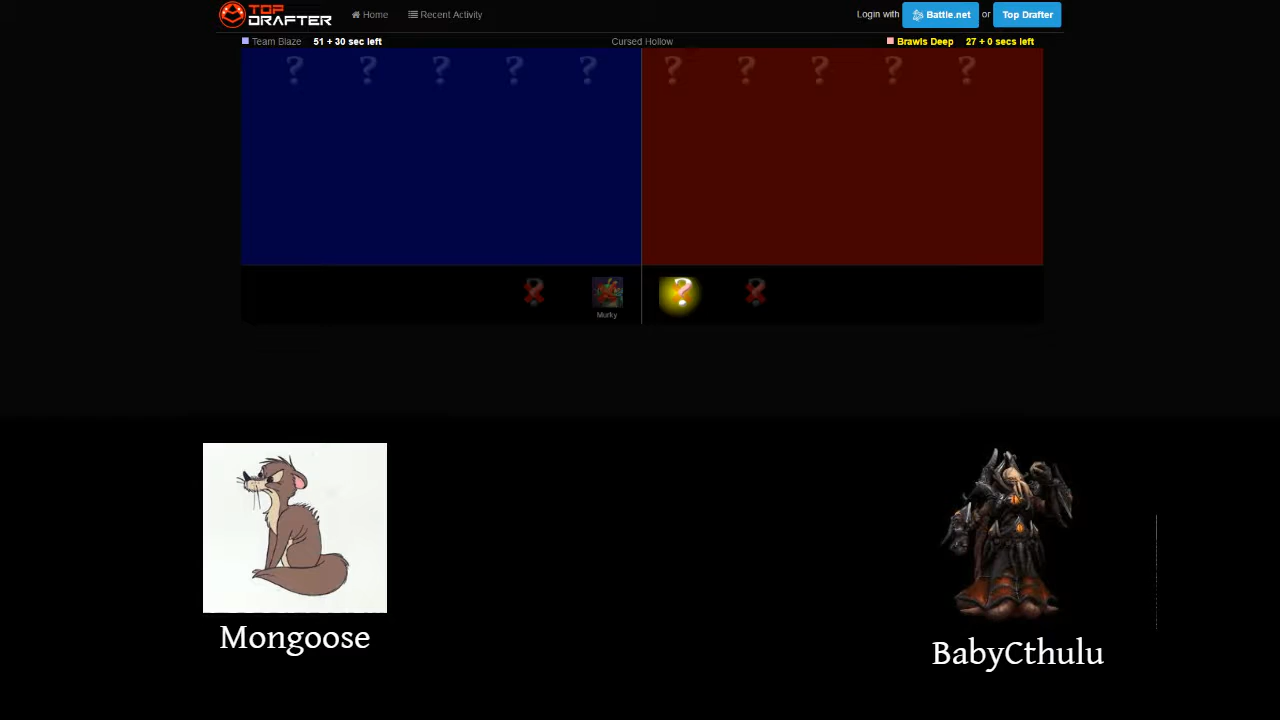 TOP
DRAFTER
Home
Recent Activity
Login with
Battle.net
or
Top Drafter
Team Blaze
51 + 30 sec left
Cursed Hollow
Brawls Deep
27 + 0 secs left
? ? ? ? ?
? ? ? ? ?
?
?
?
Murky
Mongoose
BabyCthulu